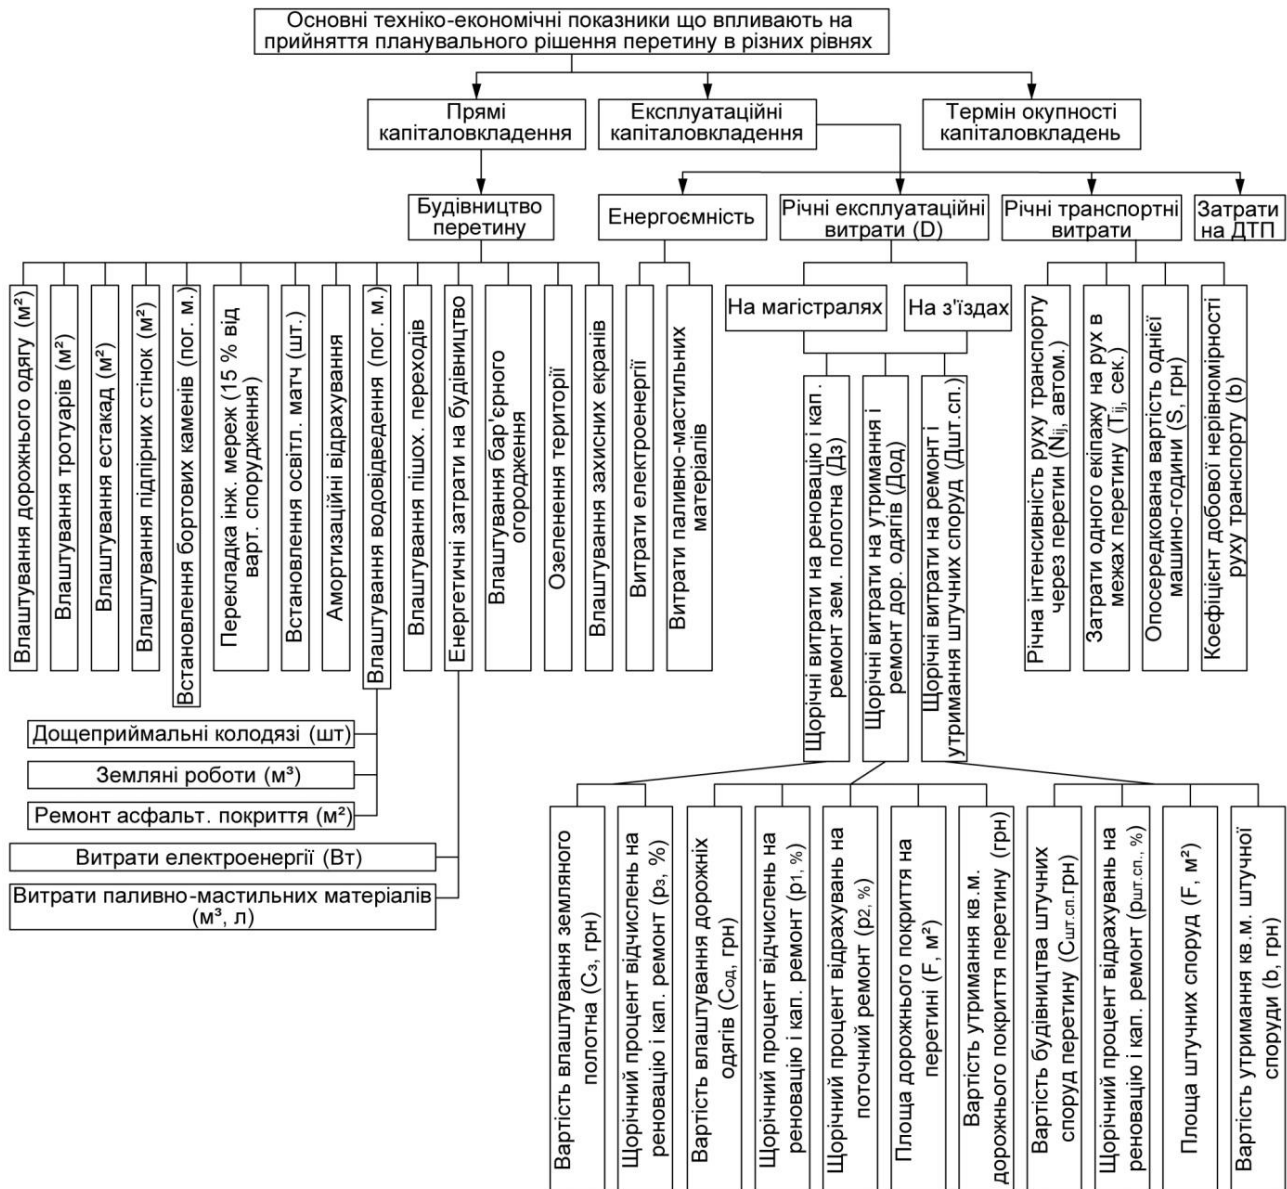 Основні техніко-економічні показники що впливають на
прийняття планувального рішення перетину в різних рівнях
Прямі
капіталовкладення
Експлуатаційні
капіталовкладення
Термін окупності
капіталовкладень
Будівництво
перетину
Енергоємність
Річні експлуатаційні
витрати (D)
Річні транспортні
витрати
Затрати
на ДТП
Влаштування дорожнього одягу (м²)
Влаштування тротуарів (м²)
Влаштування естакад (м²)
Влаштування підпірних стінок (м²)
Встановлення бортових каменів (пог. м.)
Перекладка інж. мереж (15 % від
варт. спорудження)
Встановлення освітл. матч (шт.)
Амортизаційні відрахування
Влаштування водовідведення (пог. м.)
Влаштування пішох. переходів
Енергетичні затрати на будівництво
Влаштування бар'єрного
огородження
Озеленення території
Влаштування захисних екранів
Витрати електроенергії
Витрати паливно-мастильних
матеріалів
На магістралях
На з'їздах
Щорічні витрати на реновацію і кап.
ремонт зем. полотна (Дз)
Щорічні витрати на утримання і
ремонт дор. одягів (Dод)
Щорічні витрати на ремонт і
утримання штучних споруд (Dшт.сп.)
Річна інтенсивність руху транспорту
через перетин (Nij, автом.)
Затрати одного екіпажу на рух в
межах перетину (Tij, сек.)
Опосередкована вартість однієї
машино-години (S, грн)
Коефіцієнт добової нерівномірності
руху транспорту (b)
Дощеприймальні колодязі (шт)
Земляні роботи (м³)
Ремонт асфальт. покриття (м²)
Витрати електроенергії (Вт)
Витрати паливно-мастильних матеріалів
(м³, л)
Вартість влаштування земляного
полотна (Сз, грн)
Щорічний процент відчислень на
реновацію і кап. ремонт (рз, %)
Вартість влаштування дорожніх
одягів (Сод, грн)
Щорічний процент відчислень на
реновацію і кап. ремонт (р1, %)
Щорічний процент відрахувань на
поточний ремонт (р2, %)
Площа дорожнього покриття на
перетині (F, м²)
Вартість утримання кв.м.
дорожнього покриття перетину (грн)
Вартість будівництва штучних
споруд перетину (Сшт.сп.грн)
Щорічний процент відрахувань на
реновацію і кап. ремонт (ршт.сп., %)
Площа штучних споруд (F, м²)
Вартість утримання кв.м. штучної
споруди (b, грн)